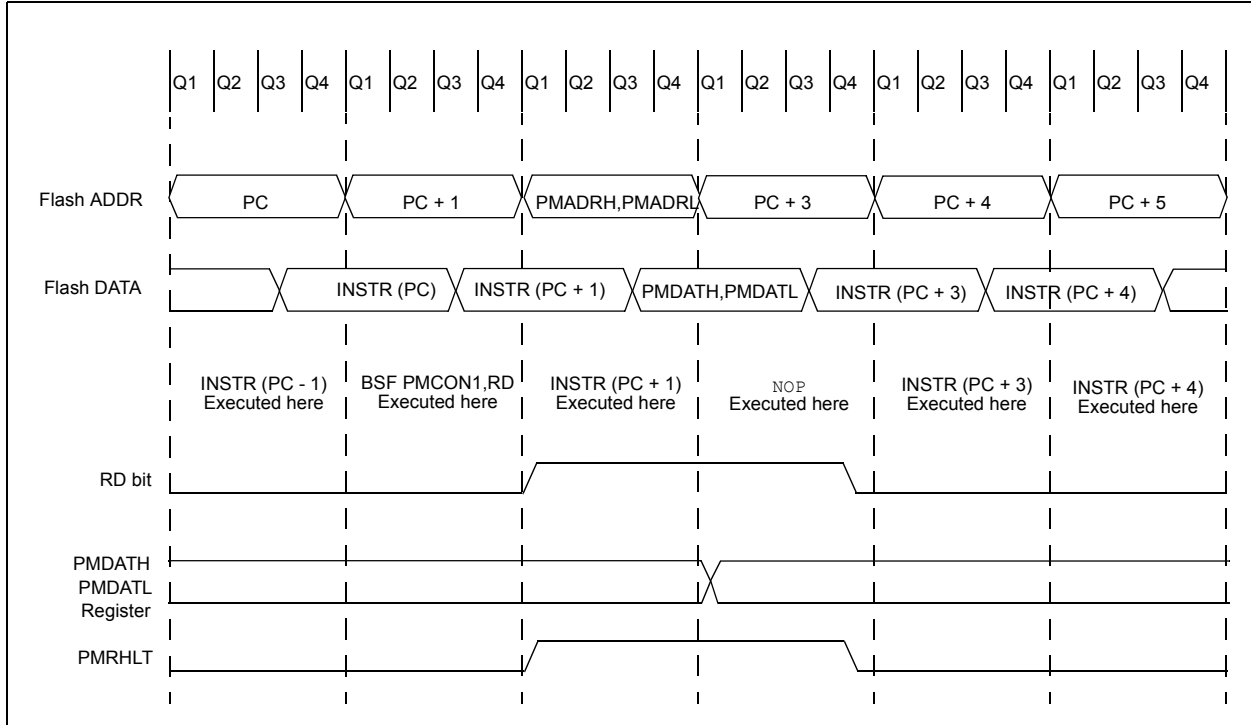 Q1 Q2 Q3 Q4 Q1 Q2 Q3 Q4 Q1 Q2 Q3 Q4 Q1 Q2 Q3 Q4 Q1 Q2 Q3 Q4 Q1 Q2 Q3 Q4
Flash ADDR PC PC + 1 PMADRH,PMADRL PC + 3 PC + 4 PC + 5
Flash DATA INSTR (PC) INSTR (PC + 1) PMDATH,PMDATL INSTR (PC + 3) INSTR (PC + 4)
INSTR (PC - 1) BSF PMCON1,RD INSTR (PC + 1) NOP INSTR (PC + 3) INSTR (PC + 4)
Executed here Executed here Executed here Executed here Executed here Executed here
RD bit
PMDATH
PMDATL
Register
PMRHLT